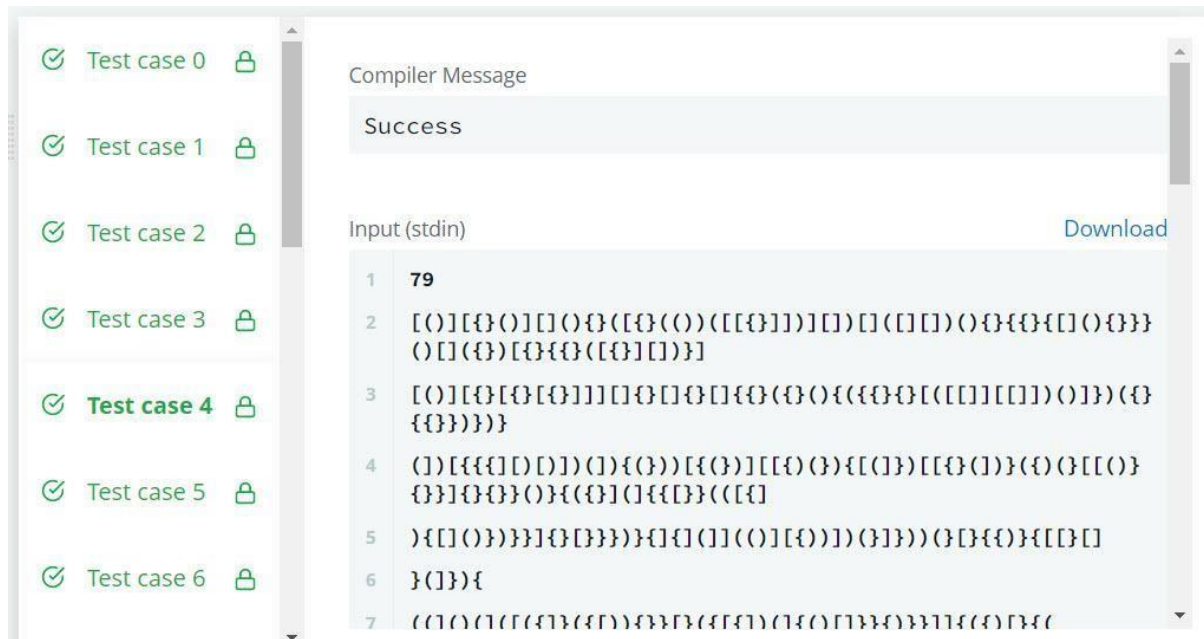 Test case 0
Test case 1
Test case 2
Test case 3
Test case 4
Test case 5
Test case 6
Compiler Message
Success
Input (stdin)
Download
1 79
2 [()][{}()][](){}([{}(())([[{}]])][])[]([][])(){}{{}{[](){}}}
()[]({})[{}{{}([{}][])}]
3 [()][{}[{}[{}]]][]{}[]{}[]{{}({}(){({{}{}[([[]][[]])()]})({}
{{}})})}
4 (])[{{{][)[)])(]){(}))[{(})][[{)(}){[(]})[[{}(])}({)(}[[()}
{}}]{}{}}()}{({}](]{{[}}(([{]
5 ){[]()})}}]{}[}}})}{]{](]](()][{))])(}]}))(}[}{{)}{[[}[]
6 }(]}){
7 ((]()(]([({]}({[)){}}[}({[{])(]{()[]}}{)}}]]{({)[}{(